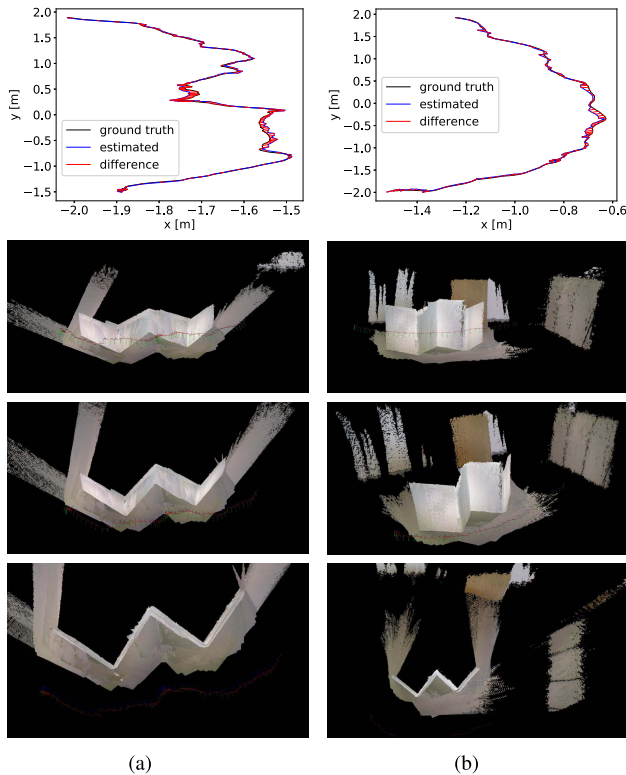 2.0
1.5
1.0
0.5
0.0
−0.5
−1.0
−1.5
y [m]
ground truth
estimated
difference
−2.0 −1.9 −1.8 −1.7 −1.6 −1.5
x [m]
2.0
1.5
1.0
0.5
0.0
−0.5
−1.0
−1.5
−2.0
y [m]
ground truth
estimated
difference
−1.4 −1.2 −1.0 −0.8 −0.6
x [m]
(a) (b)